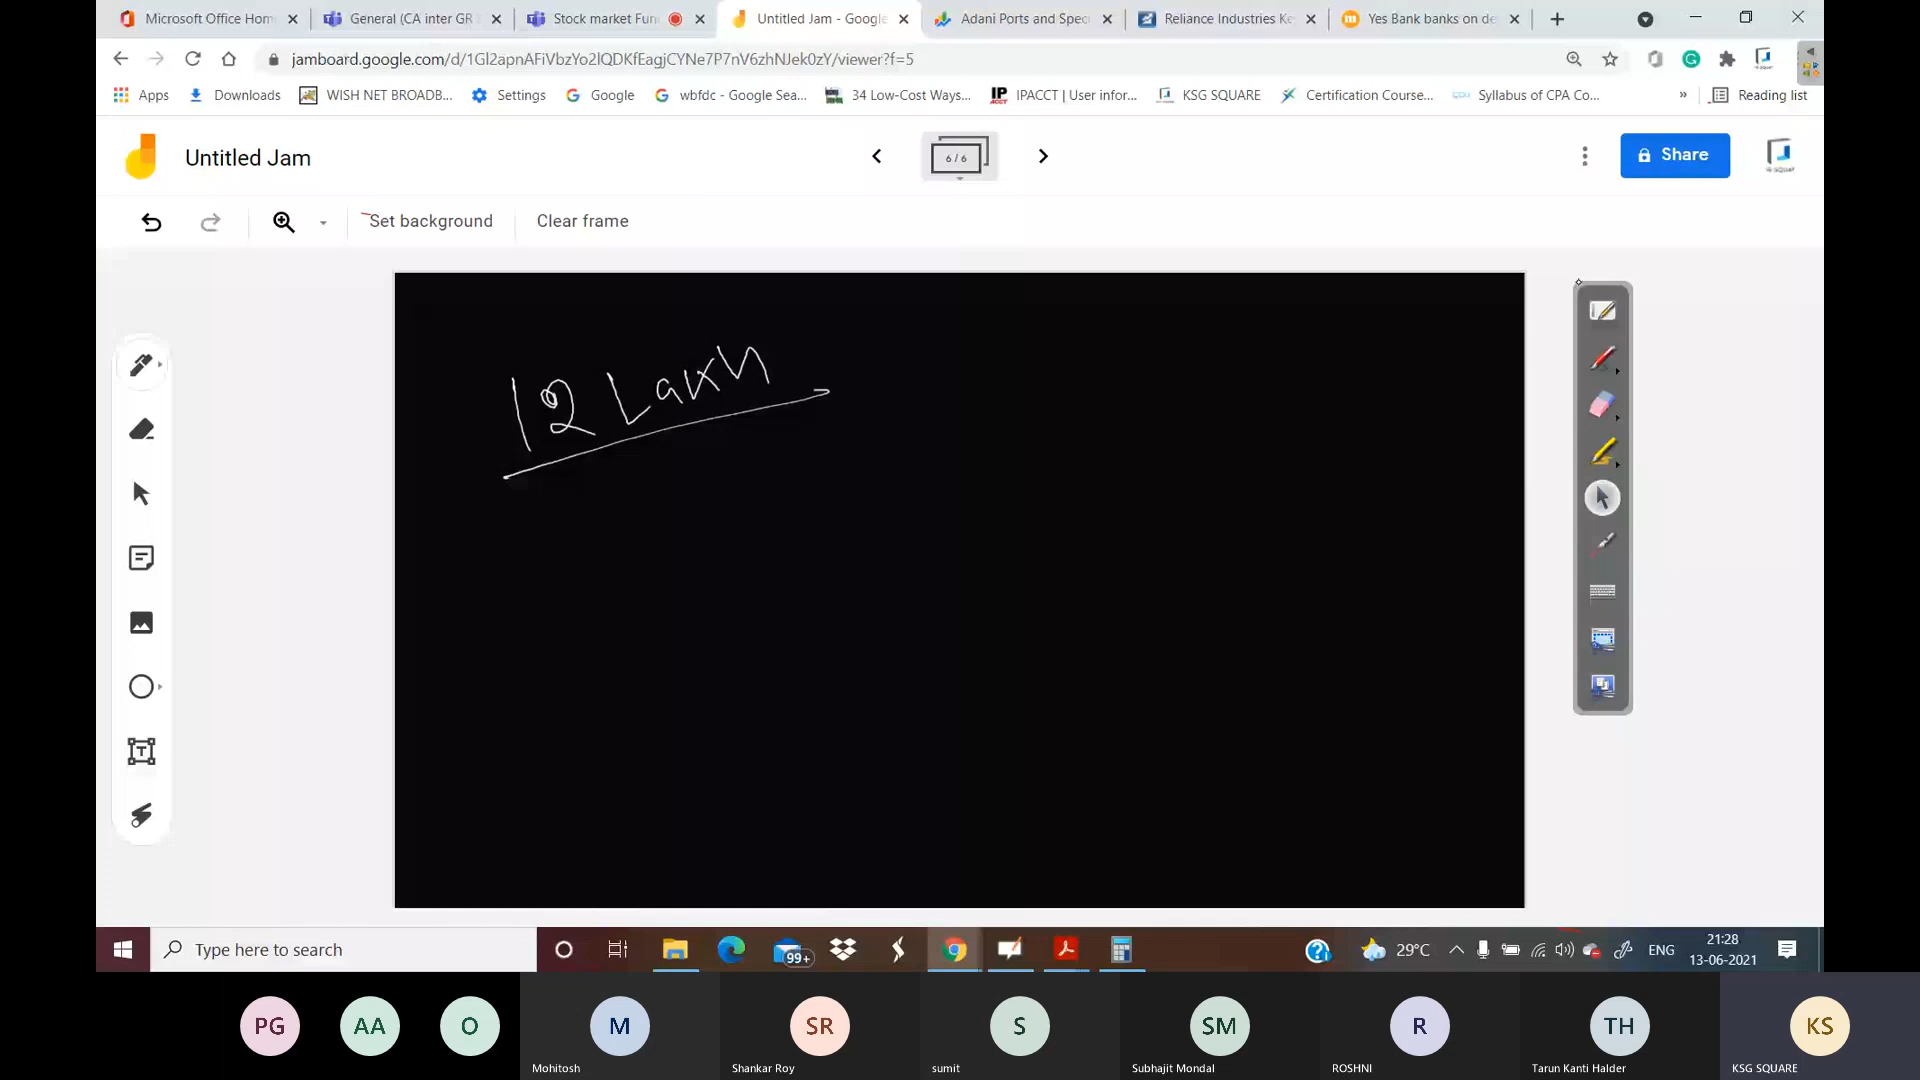 Microsoft Office Hom
General (CA inter GR
Stock market Fun
Untitled Jam - Google
Adani Ports and Spec
Reliance Industries Ke
Yes Bank banks on de
jamboard.google.com/d/1Gl2apnAFiVbzYo2lQDKfEagjCYNe7P7nV6zhNJek0zY/viewer?f=5
Apps
Downloads
WISH NET BROADB...
Settings
Google
wbfdc - Google Sea...
34 Low-Cost Ways...
IPACCT | User infor...
KSG SQUARE
Certification Course...
Syllabus of CPA Co...
»
Reading list
Untitled Jam
6 / 6
Share
Set background
Clear frame
12 Lakh
Type here to search
99+
29°C
ENG
21:28
13-06-2021
PG
AA
O
M
SR
S
SM
R
TH
KS
Mohitosh
Shankar Roy
sumit
Subhajit Mondal
ROSHNI
Tarun Kanti Halder
KSG SQUARE